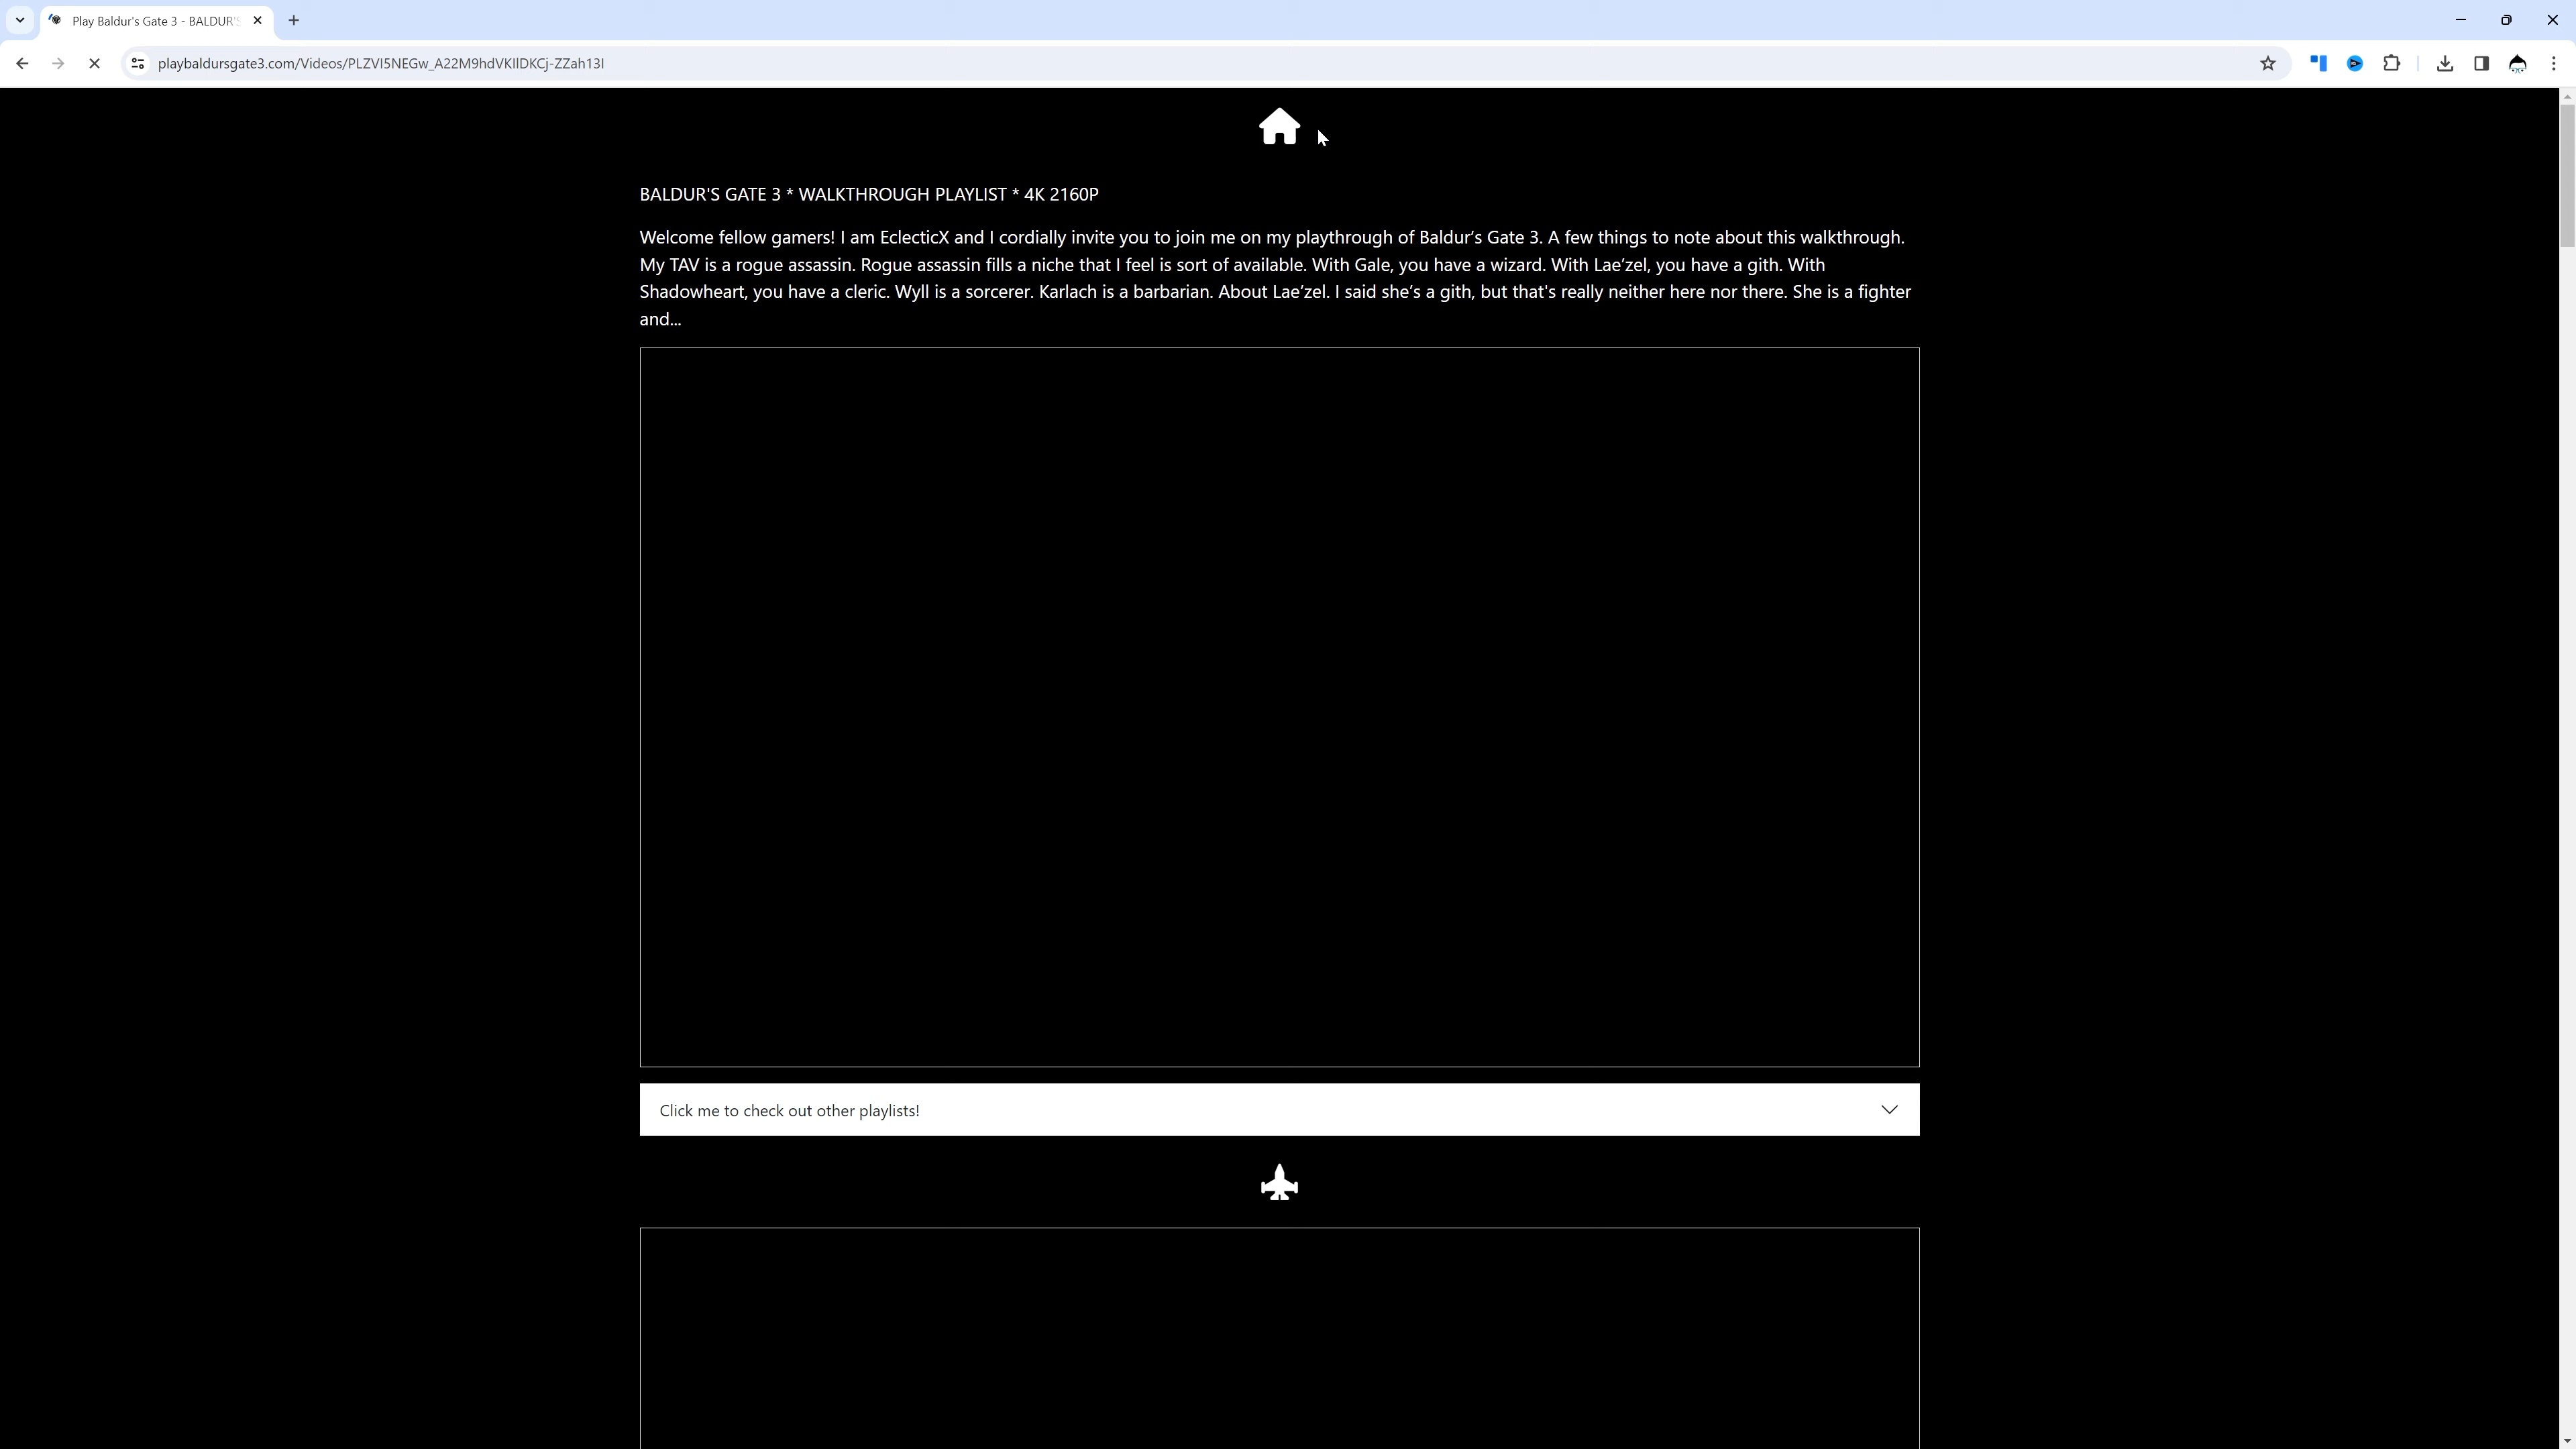 Play Baldur's Gate 3 - BALDUR'S
playbaldursgate3.com/Videos/PLZVI5NEGw_A22M9hdVKIlDKCj-ZZah13I
BALDUR'S GATE 3 * WALKTHROUGH PLAYLIST * 4K 2160P
Welcome fellow gamers! I am EclecticX and I cordially invite you to join me on my playthrough of Baldur's Gate 3. A few things to note about this walkthrough.
My TAV is a rogue assassin. Rogue assassin fills a niche that I feel is sort of available. With Gale, you have a wizard. With Lae'zel, you have a gith. With
Shadowheart, you have a cleric. Wyll is a sorcerer. Karlach is a barbarian. About Lae'zel. I said she's a gith, but that's really neither here nor there. She is a fighter
and...
Click me to check out other playlists!